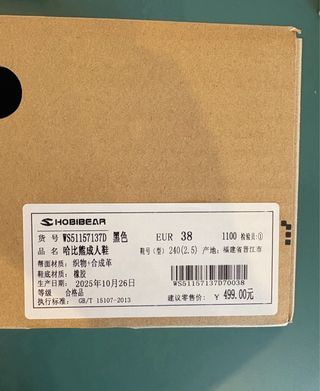 HOBIBEAR
货 号 WS51157137D 黑色 EUR 38 1100 检验员:①
品 名 哈比熊成人鞋 鞋号(型) 240(2.5) 产地: 福建省晋江市
帮面材质: 织物+合成革
鞋底材质: 橡胶
生产日期: 2025年10月26日 WS51157137D70038
等级 合格品
执行标准: GB/T 15107-2013 建议零售价: ￥ 499.00元